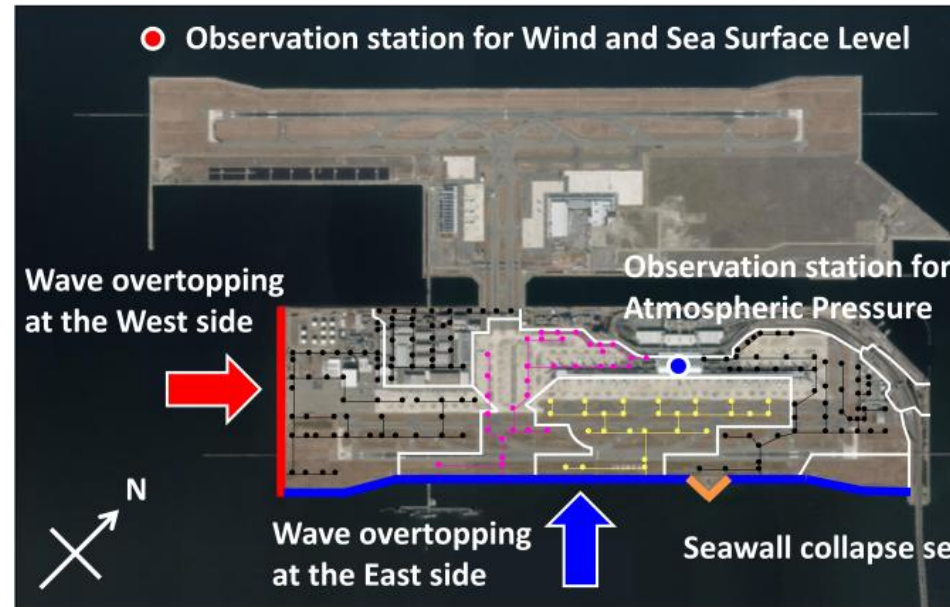 Observation station for Wind and Sea Surface Level
Wave overtopping
at the West side
Observation station for
Atmospheric Pressure
N
Wave overtopping
at the East side
Seawall collapse se